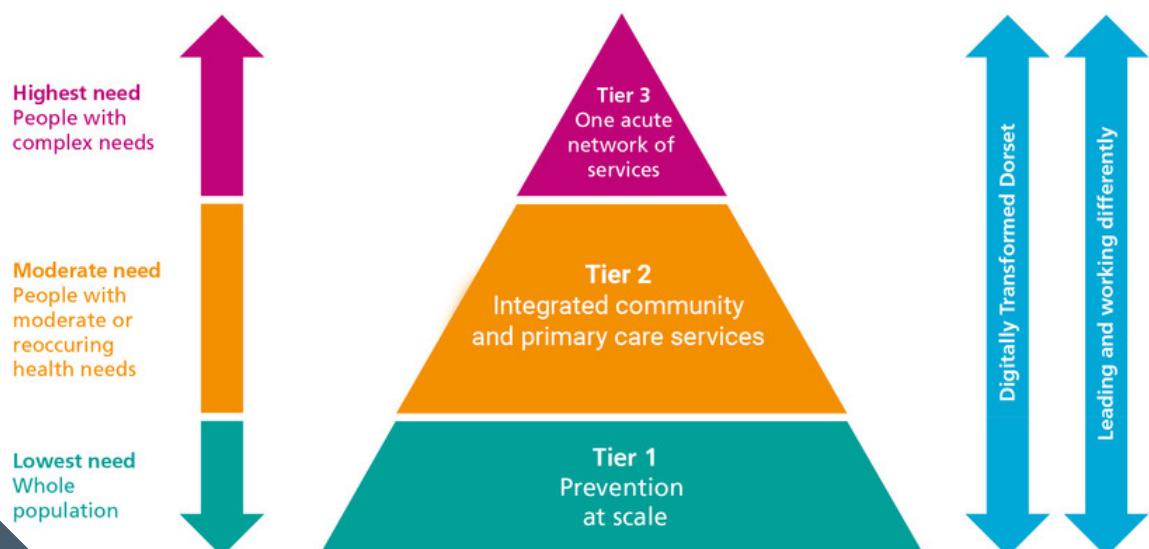 Highest need
People with
complex needs
Tier 3
One acute
network of
services
Moderate need
People with
moderate or
reoccuring
health needs
Tier 2
Integrated community
and primary care services
Lowest need
Whole
population
Tier 1
Prevention
at scale
Digitally Transformed Dorset
Leading and working differently